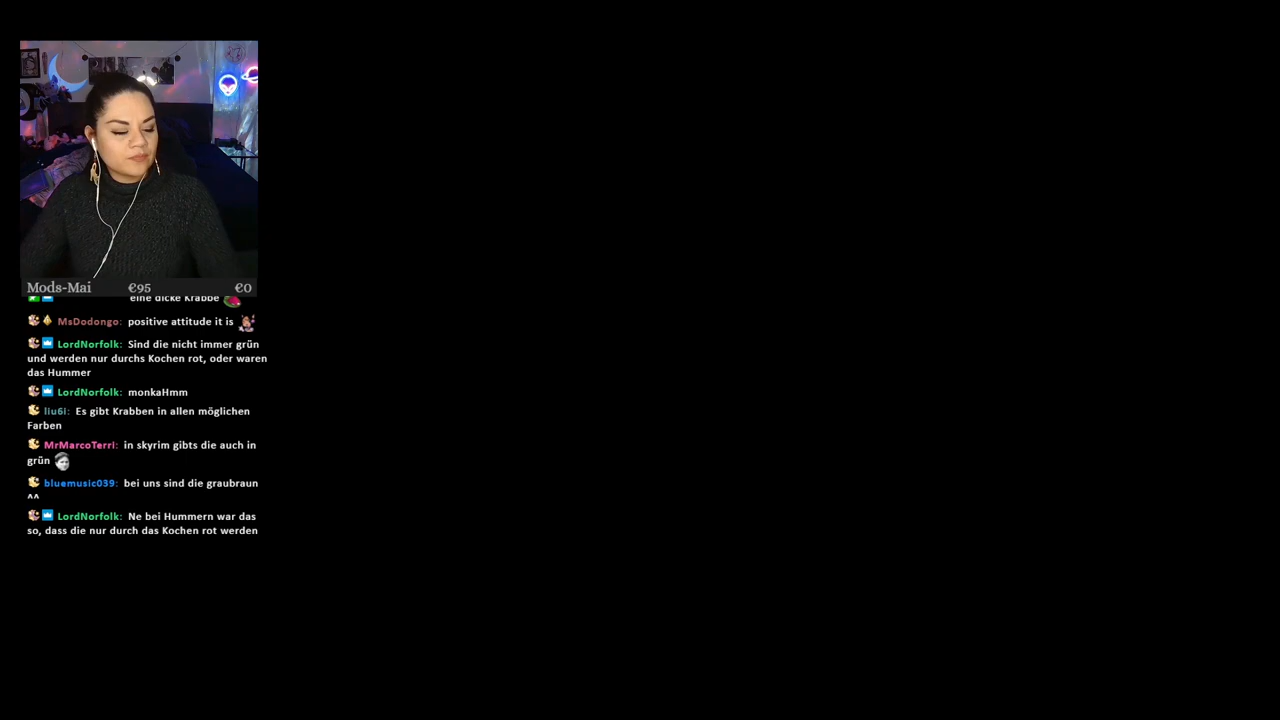 Mods-Mai €95 €0
eine dicke Krabbe
MsDodongo: positive attitude it is
LordNorfolk: Sind die nicht immer grün
und werden nur durchs Kochen rot, oder waren
das Hummer
LordNorfolk: monkaHmm
liu6i: Es gibt Krabben in allen möglichen
Farben
MrMarcoTerri: in skyrim gibts die auch in
grün
bluemusic039: bei uns sind die graubraun
^^
LordNorfolk: Ne bei Hummern war das
so, dass die nur durch das Kochen rot werden